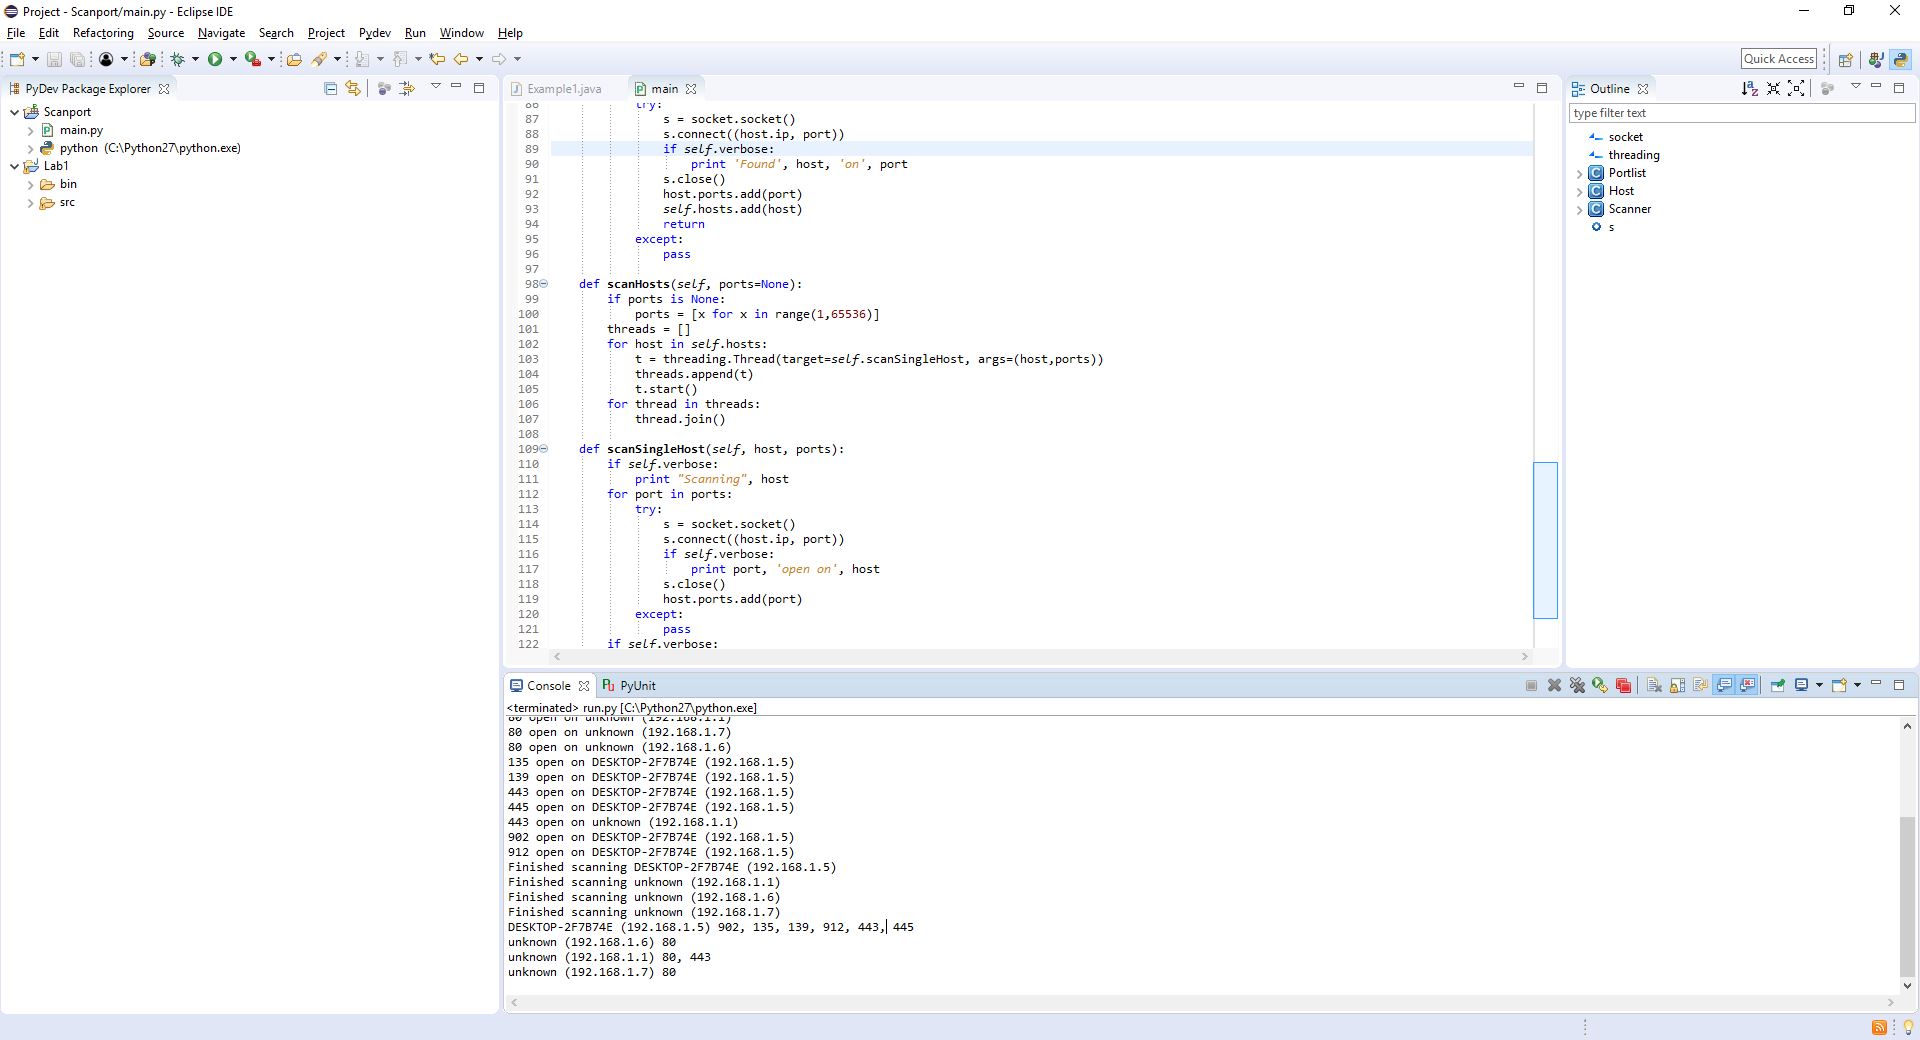 Project - Scanport/main.py - Eclipse IDE
File Edit Refactoring Source Navigate Search Project Pydev Run Window Help
Quick Access
PyDev Package Explorer
Scanport
main.py
python (C:\Python27\python.exe)
Lab1
bin
src
Example1.java main
86 try:
87 s = socket.socket()
88 s.connect((host.ip, port))
89 if self.verbose:
90 print 'Found', host, 'on', port
91 s.close()
92 host.ports.add(port)
93 self.hosts.add(host)
94 return
95 except:
96 pass
97
98 def scanHosts(self, ports=None):
99 if ports is None:
100 ports = [x for x in range(1,65536)]
101 threads = []
102 for host in self.hosts:
103 t = threading.Thread(target=self.scanSingleHost, args=(host,ports))
104 threads.append(t)
105 t.start()
106 for thread in threads:
107 thread.join()
108
109 def scanSingleHost(self, host, ports):
110 if self.verbose:
111 print "Scanning", host
112 for port in ports:
113 try:
114 s = socket.socket()
115 s.connect((host.ip, port))
116 if self.verbose:
117 print port, 'open on', host
118 s.close()
119 host.ports.add(port)
120 except:
121 pass
122 if self.verbose:
Outline
type filter text
socket
threading
Portlist
Host
Scanner
s
Console PyUnit
<terminated> run.py [C:\Python27\python.exe]
80 open on unknown (192.168.1.1)
80 open on unknown (192.168.1.7)
80 open on unknown (192.168.1.6)
135 open on DESKTOP-2F7B74E (192.168.1.5)
139 open on DESKTOP-2F7B74E (192.168.1.5)
443 open on DESKTOP-2F7B74E (192.168.1.5)
445 open on DESKTOP-2F7B74E (192.168.1.5)
443 open on unknown (192.168.1.1)
902 open on DESKTOP-2F7B74E (192.168.1.5)
912 open on DESKTOP-2F7B74E (192.168.1.5)
Finished scanning DESKTOP-2F7B74E (192.168.1.5)
Finished scanning unknown (192.168.1.1)
Finished scanning unknown (192.168.1.6)
Finished scanning unknown (192.168.1.7)
DESKTOP-2F7B74E (192.168.1.5) 902, 135, 139, 912, 443, 445
unknown (192.168.1.6) 80
unknown (192.168.1.1) 80, 443
unknown (192.168.1.7) 80